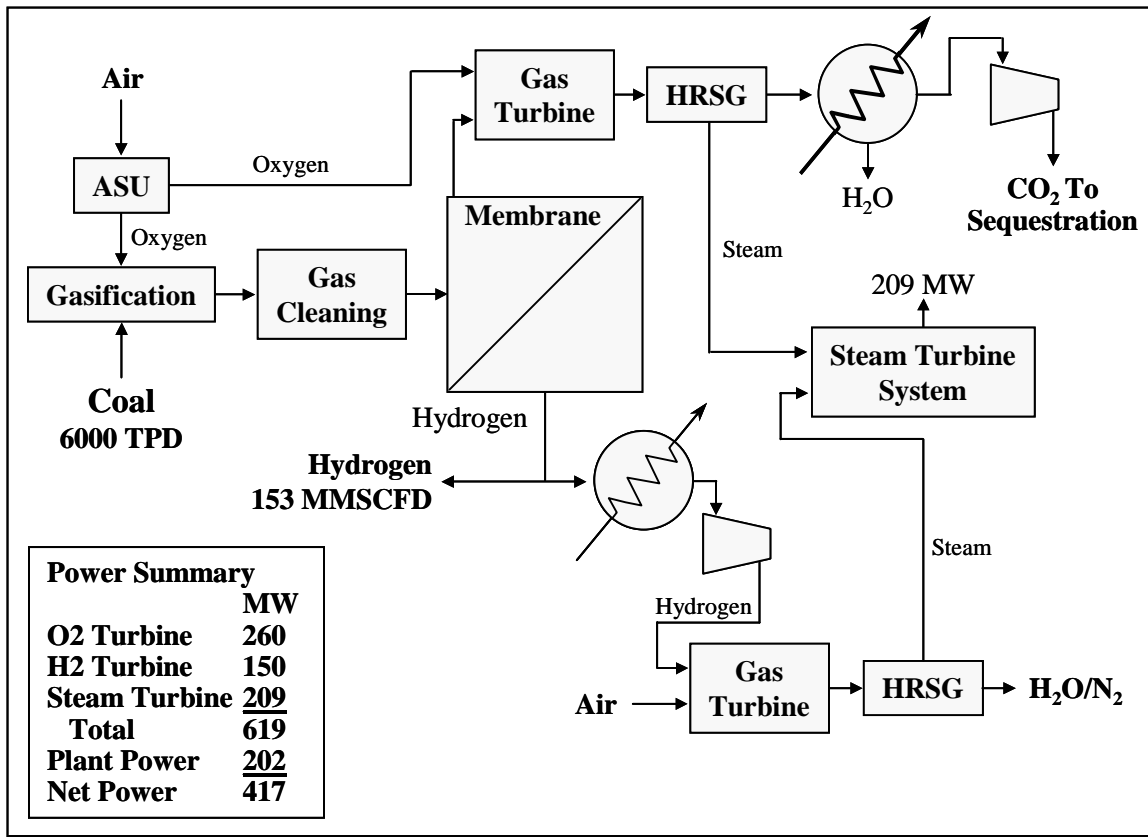 Air
ASU
Oxygen
Oxygen
Gasification
Coal
6000 TPD
Gas
Cleaning
Membrane
Gas
Turbine
HRSG
H₂O
CO₂ To
Sequestration
Steam
209 MW
Steam Turbine
System
Hydrogen
Hydrogen
153 MMSCFD
Hydrogen
Steam
Air
Gas
Turbine
HRSG
H₂O/N₂
Power Summary
MW
O2 Turbine 260
H2 Turbine 150
Steam Turbine 209
Total 619
Plant Power 202
Net Power 417